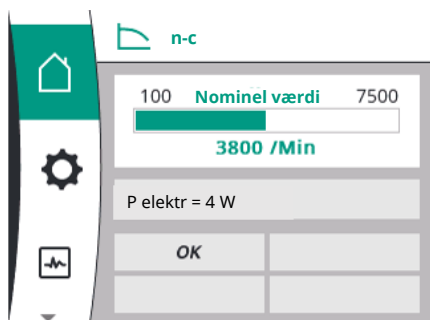 n-c
100 Nominel værdi 7500
3800 /Min
P elektr = 4 W
OK